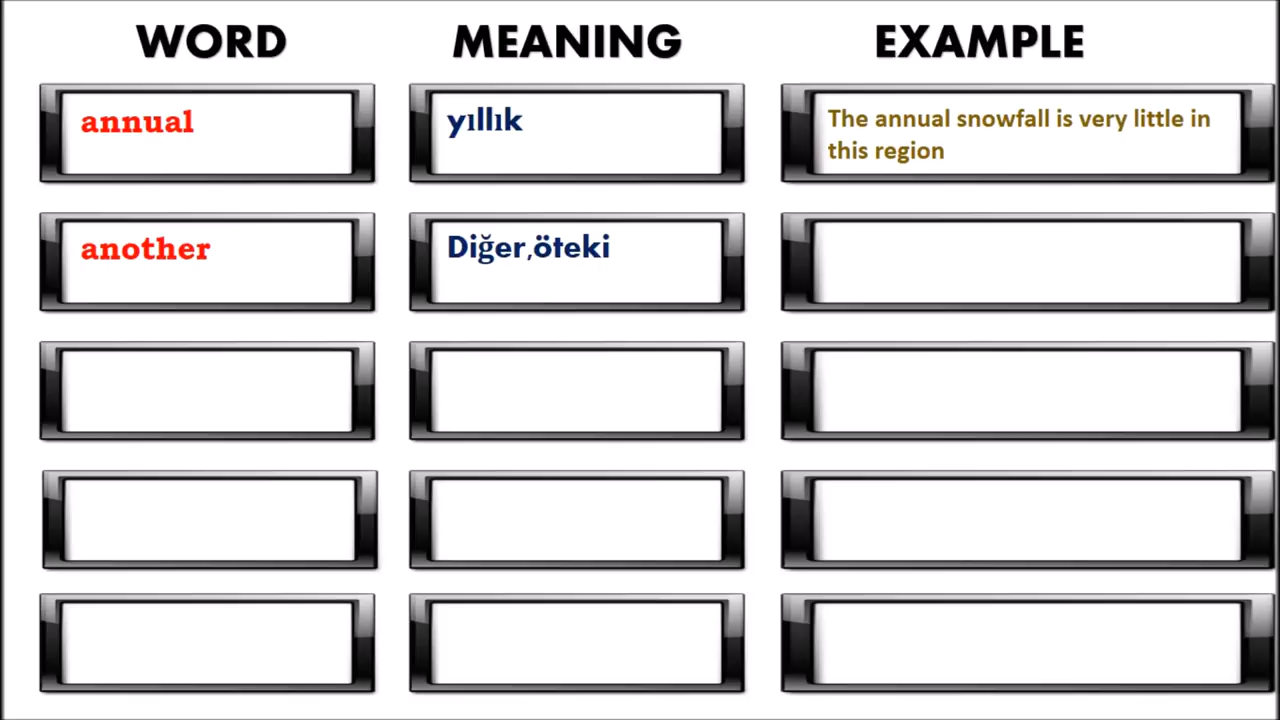 WORD MEANING EXAMPLE
annual yıllık The annual snowfall is very little in
this region
another Diğer,öteki